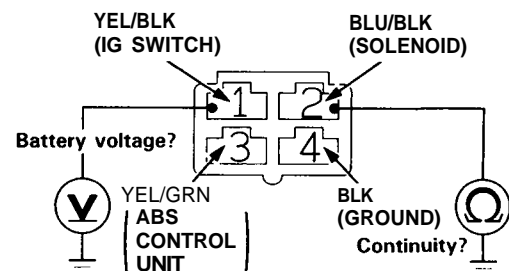 YEL/BLK
(IG SWITCH)
BLU/BLK
(SOLENOID)
1
2
Battery voltage?
3
4
V
YEL/GRN
(ABS
CONTROL
UNIT
BLK
(GROUND)
Continuity?
Ω